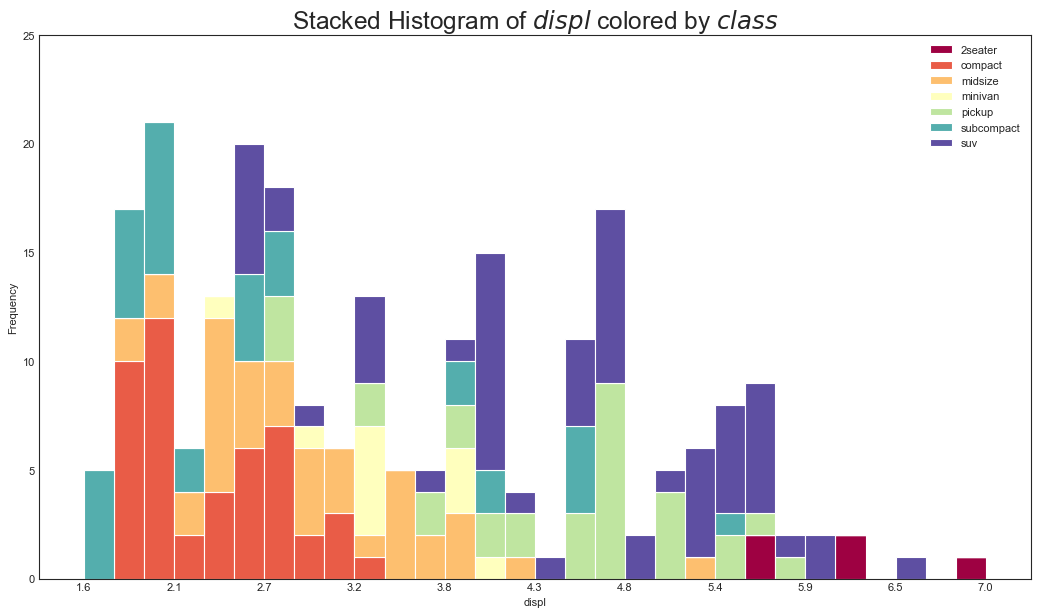 Stacked Histogram of displ colored by class
25
20
15
10
5
0
Frequency
2seater
compact
midsize
minivan
pickup
subcompact
suv
1.6 2.1 2.7 3.2 3.8 4.3 4.8 5.4 5.9 6.5 7.0
displ